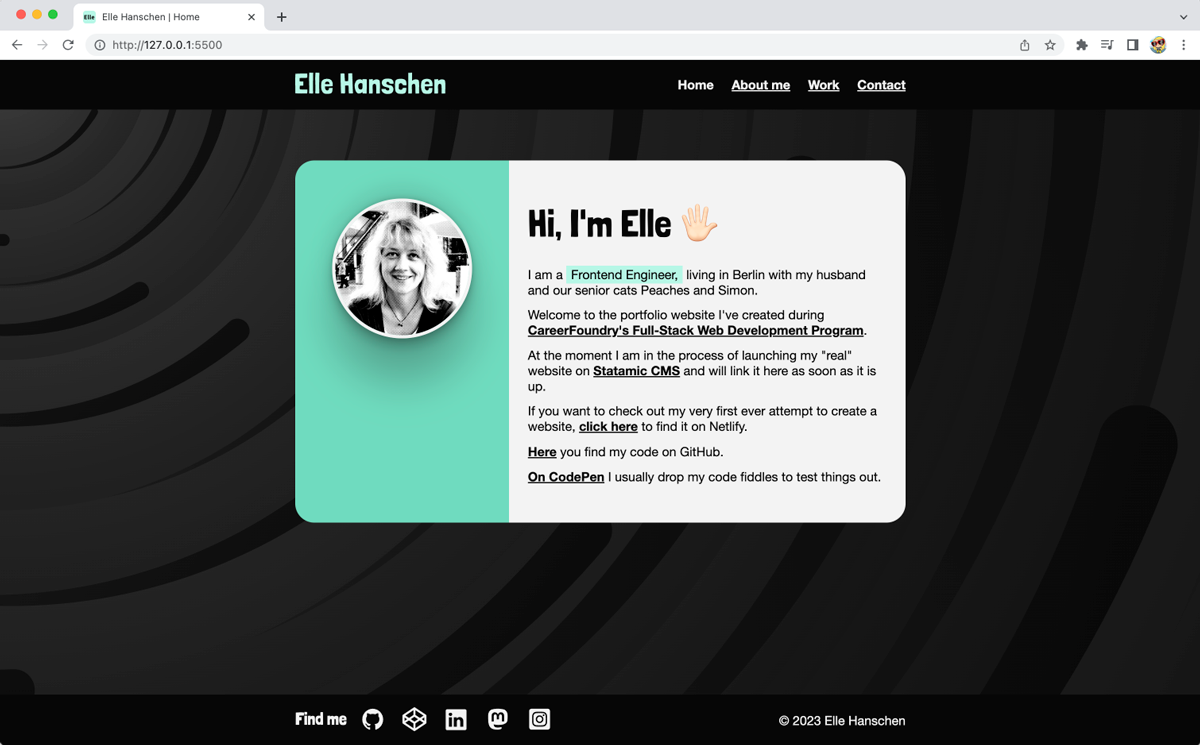 Elle
Elle Hanschen | Home
http://127.0.0.1:5500
Elle Hanschen
Home About me Work Contact
Hi, I'm Elle 🖐🏻
I am a Frontend Engineer, living in Berlin with my husband
and our senior cats Peaches and Simon.
Welcome to the portfolio website I've created during
CareerFoundry's Full-Stack Web Development Program.
At the moment I am in the process of launching my "real"
website on Statamic CMS and will link it here as soon as it is
up.
If you want to check out my very first ever attempt to create a
website, click here to find it on Netlify.
Here you find my code on GitHub.
On CodePen I usually drop my code fiddles to test things out.
Find me
in
© 2023 Elle Hanschen